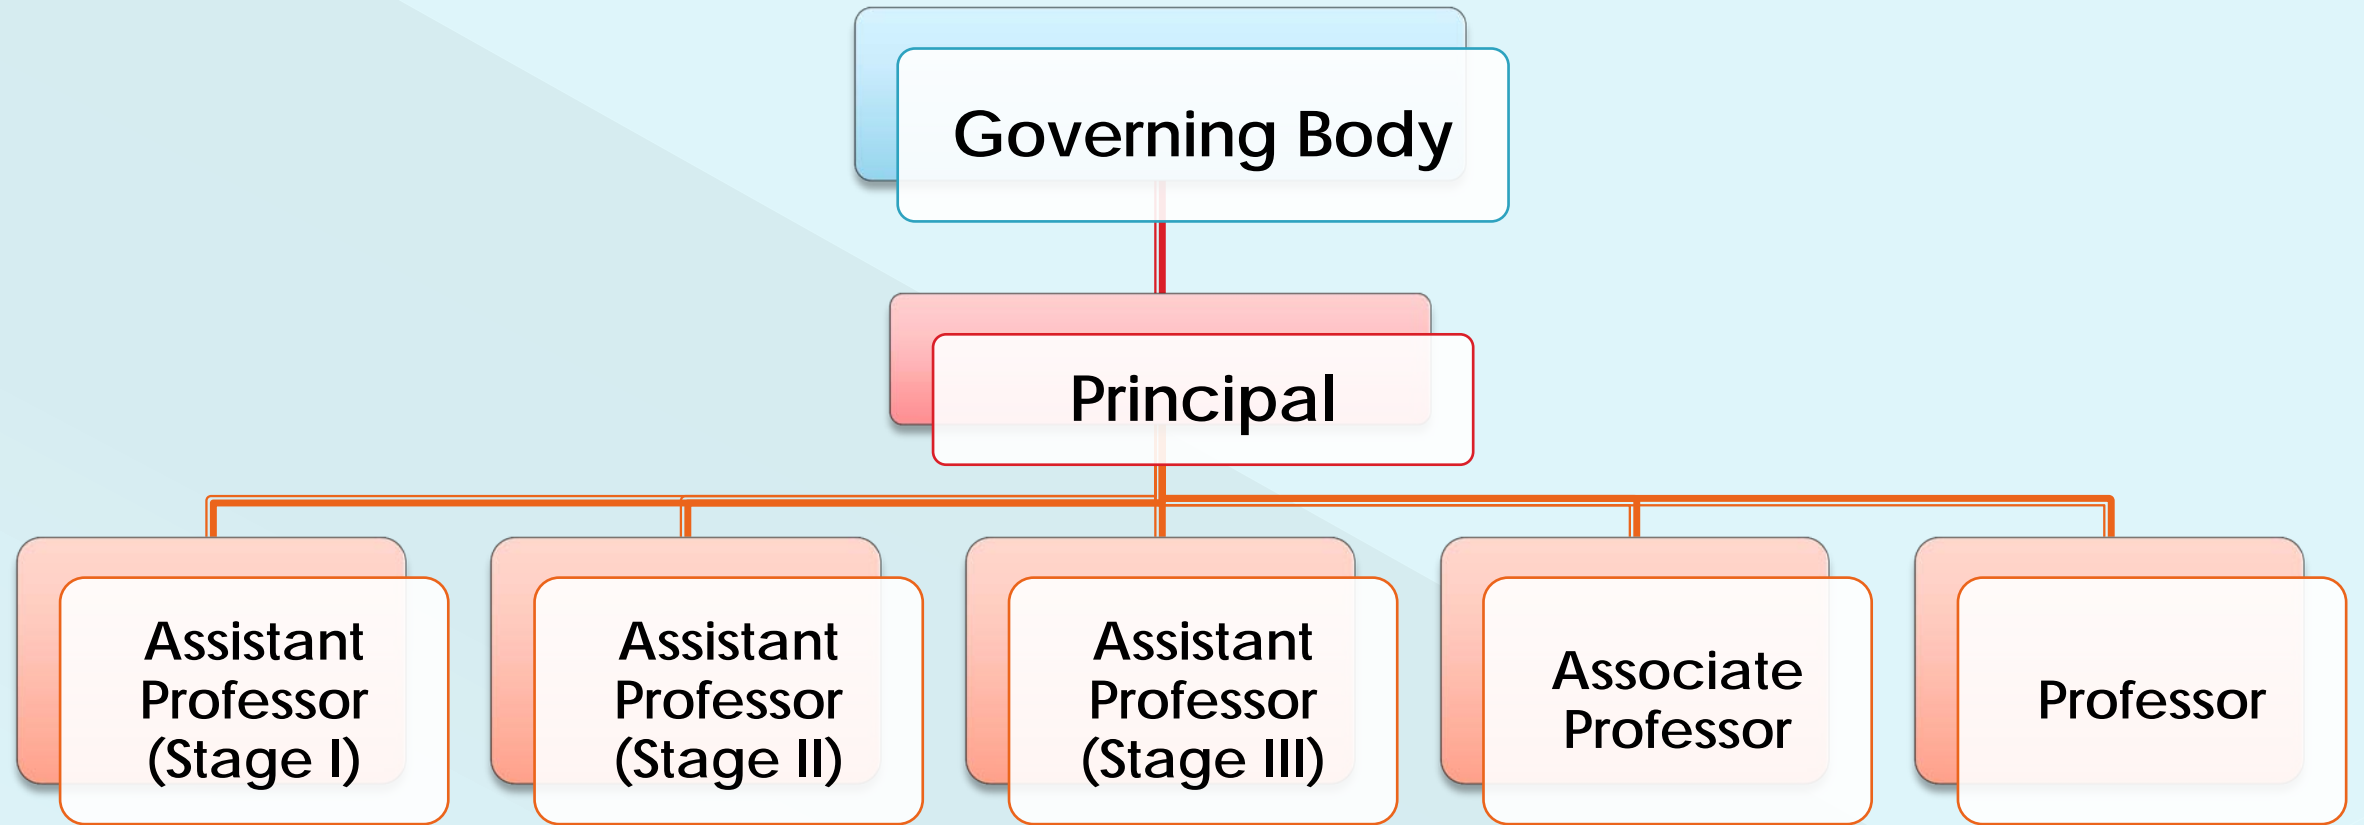 Governing Body
Principal
Assistant
Professor
(Stage I)
Assistant
Professor
(Stage II)
Assistant
Professor
(Stage III)
Associate
Professor
Professor